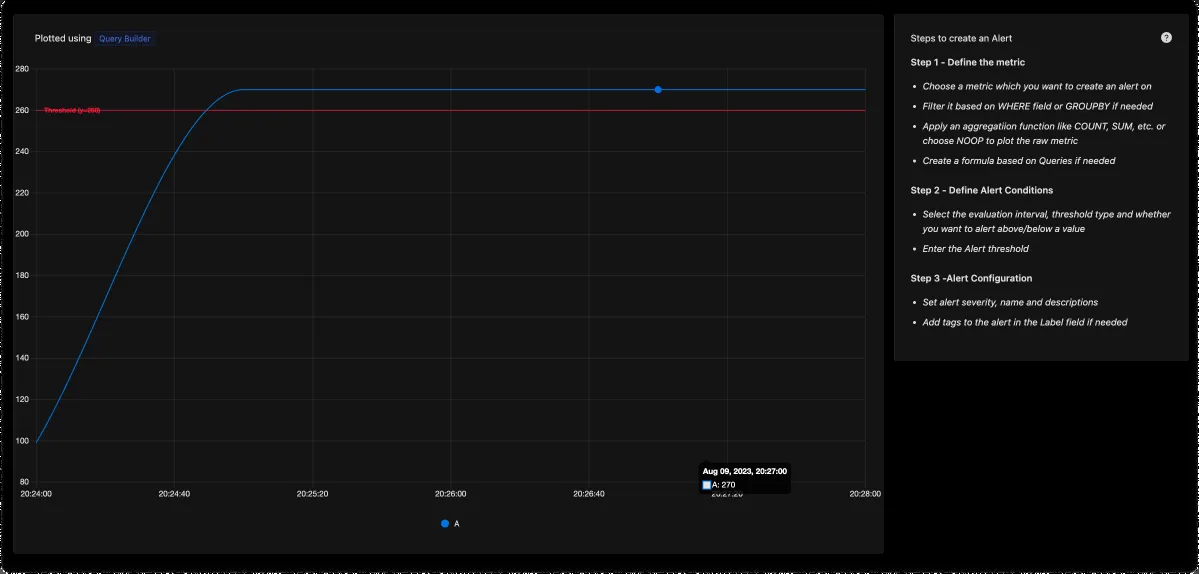 Plotted using Query Builder
280
Threshold (y=260)
260
240
220
200
180
160
140
120
100
80
20:24:00
20:24:40
20:25:20
20:26:00
20:26:40
20:27:20
20:28:00
Aug 09, 2023, 20:27:00
A: 270
A
Steps to create an Alert
?
Step 1 - Define the metric
• Choose a metric which you want to create an alert on
• Filter it based on WHERE field or GROUPBY if needed
• Apply an aggregatiion function like COUNT, SUM, etc. or
choose NOOP to plot the raw metric
• Create a formula based on Queries if needed
Step 2 - Define Alert Conditions
• Select the evaluation interval, threshold type and whether
you want to alert above/below a value
• Enter the Alert threshold
Step 3 -Alert Configuration
• Set alert severity, name and descriptions
• Add tags to the alert in the Label field if needed